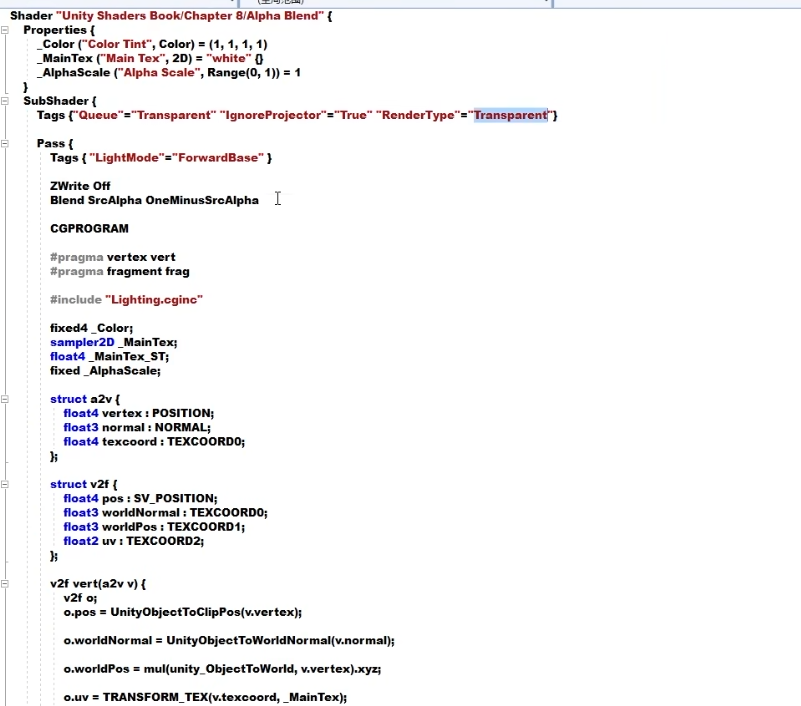 (全局范围)
Shader "Unity Shaders Book/Chapter 8/Alpha Blend" {
Properties {
_Color ("Color Tint", Color) = (1, 1, 1, 1)
_MainTex ("Main Tex", 2D) = "white" {}
_AlphaScale ("Alpha Scale", Range(0, 1)) = 1
}
SubShader {
Tags {"Queue"="Transparent" "IgnoreProjector"="True" "RenderType"="Transparent"}
Pass {
Tags { "LightMode"="ForwardBase" }
ZWrite Off
Blend SrcAlpha OneMinusSrcAlpha
CGPROGRAM
#pragma vertex vert
#pragma fragment frag
#include "Lighting.cginc"
fixed4 _Color;
sampler2D _MainTex;
float4 _MainTex_ST;
fixed _AlphaScale;
struct a2v {
float4 vertex : POSITION;
float3 normal : NORMAL;
float4 texcoord : TEXCOORD0;
};
struct v2f {
float4 pos : SV_POSITION;
float3 worldNormal : TEXCOORD0;
float3 worldPos : TEXCOORD1;
float2 uv : TEXCOORD2;
};
v2f vert(a2v v) {
v2f o;
o.pos = UnityObjectToClipPos(v.vertex);
o.worldNormal = UnityObjectToWorldNormal(v.normal);
o.worldPos = mul(unity_ObjectToWorld, v.vertex).xyz;
o.uv = TRANSFORM_TEX(v.texcoord, _MainTex);